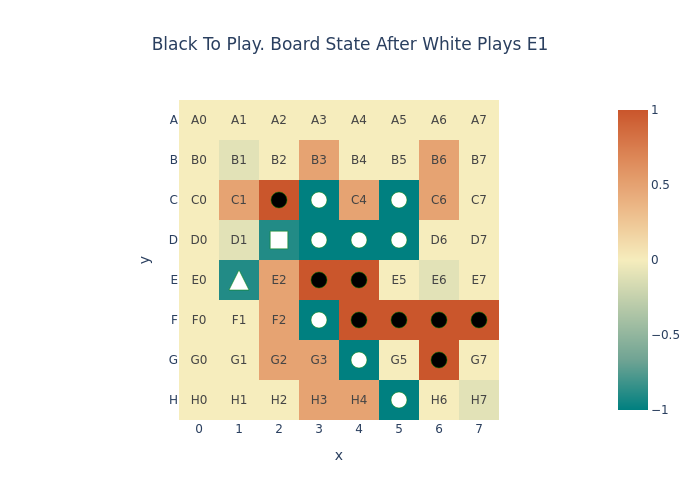 Black To Play. Board State After White Plays E1
A A0 A1 A2 A3 A4 A5 A6 A7
B B0 B1 B2 B3 B4 B5 B6 B7
C C0 C1 C4 C6 C7
D D0 D1 D6 D7
E E0 E2 E5 E6 E7
F F0 F1 F2
G G0 G1 G2 G3 G5 G7
H H0 H1 H2 H3 H4 H6 H7
0 1 2 3 4 5 6 7
x
y
1
0.5
0
−0.5
−1